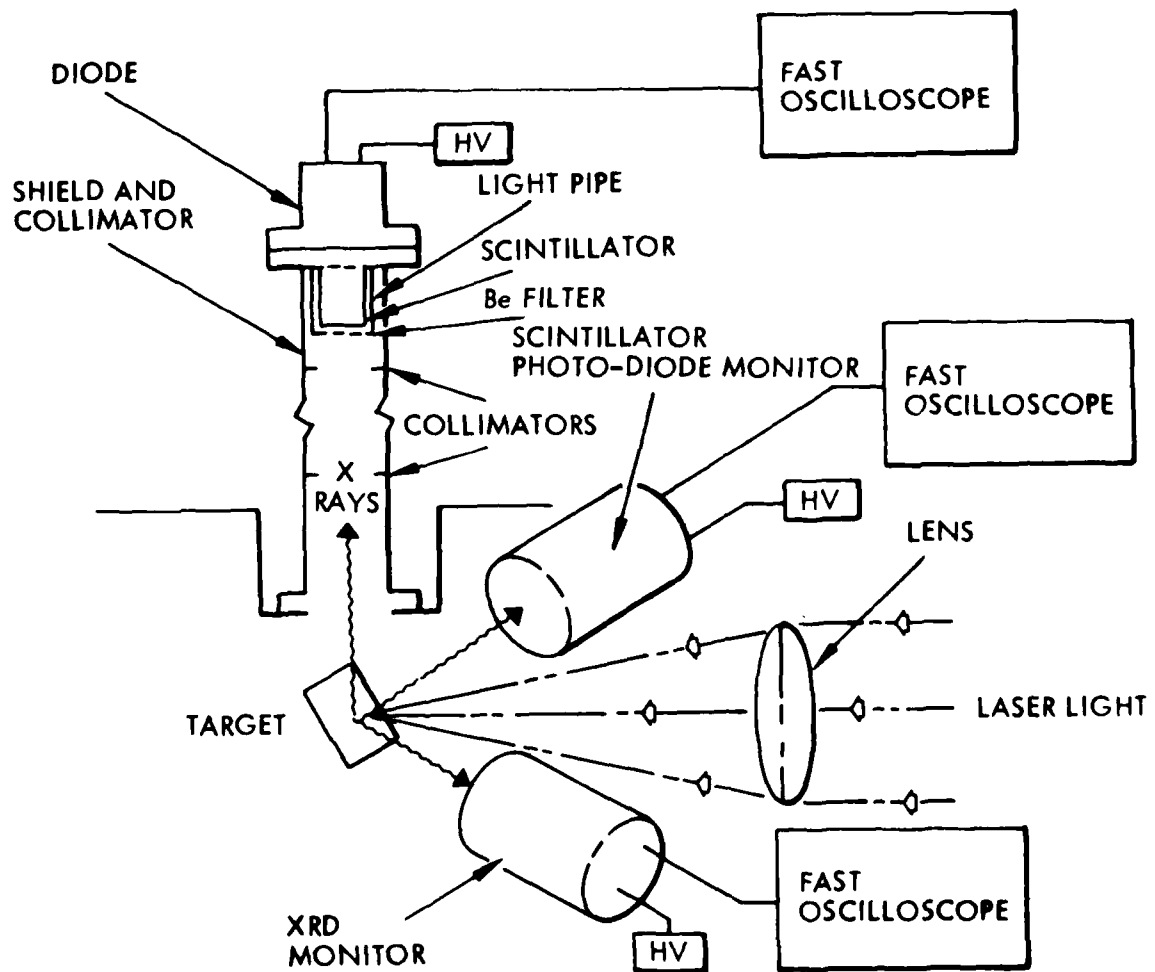 DIODE
FAST
OSCILLOSCOPE
HV
SHIELD AND
COLLIMATOR
LIGHT PIPE
SCINTILLATOR
Be FILTER
SCINTILLATOR
PHOTO-DIODE MONITOR
FAST
OSCILLOSCOPE
COLLIMATORS
X
RAYS
HV
LENS
TARGET
LASER LIGHT
FAST
OSCILLOSCOPE
XRD
MONITOR
HV